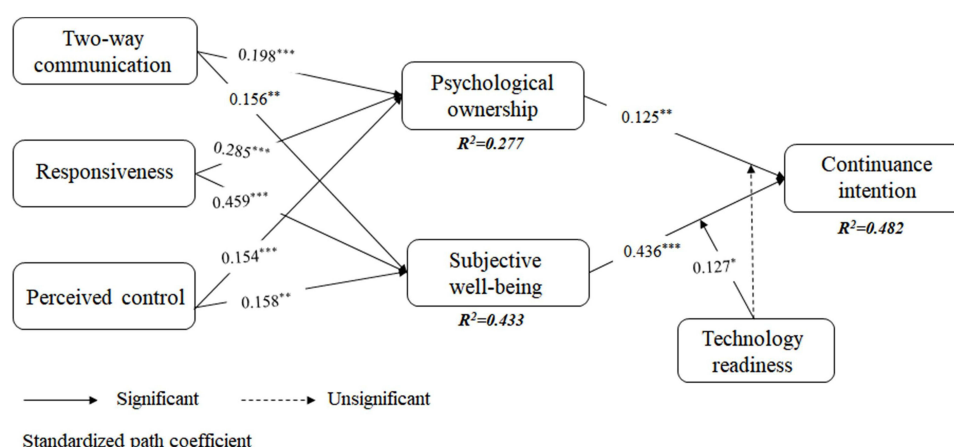 Two-way
communication
0.198***
0.156**
Psychological
ownership
R²=0.277
0.125**
Responsiveness
0.285***
0.459***
Continuance
intention
R²=0.482
Perceived control
0.154***
0.158**
Subjective
well-being
R²=0.433
0.436***
0.127*
Technology
readiness
Significant
Unsignificant
Standardized path coefficient